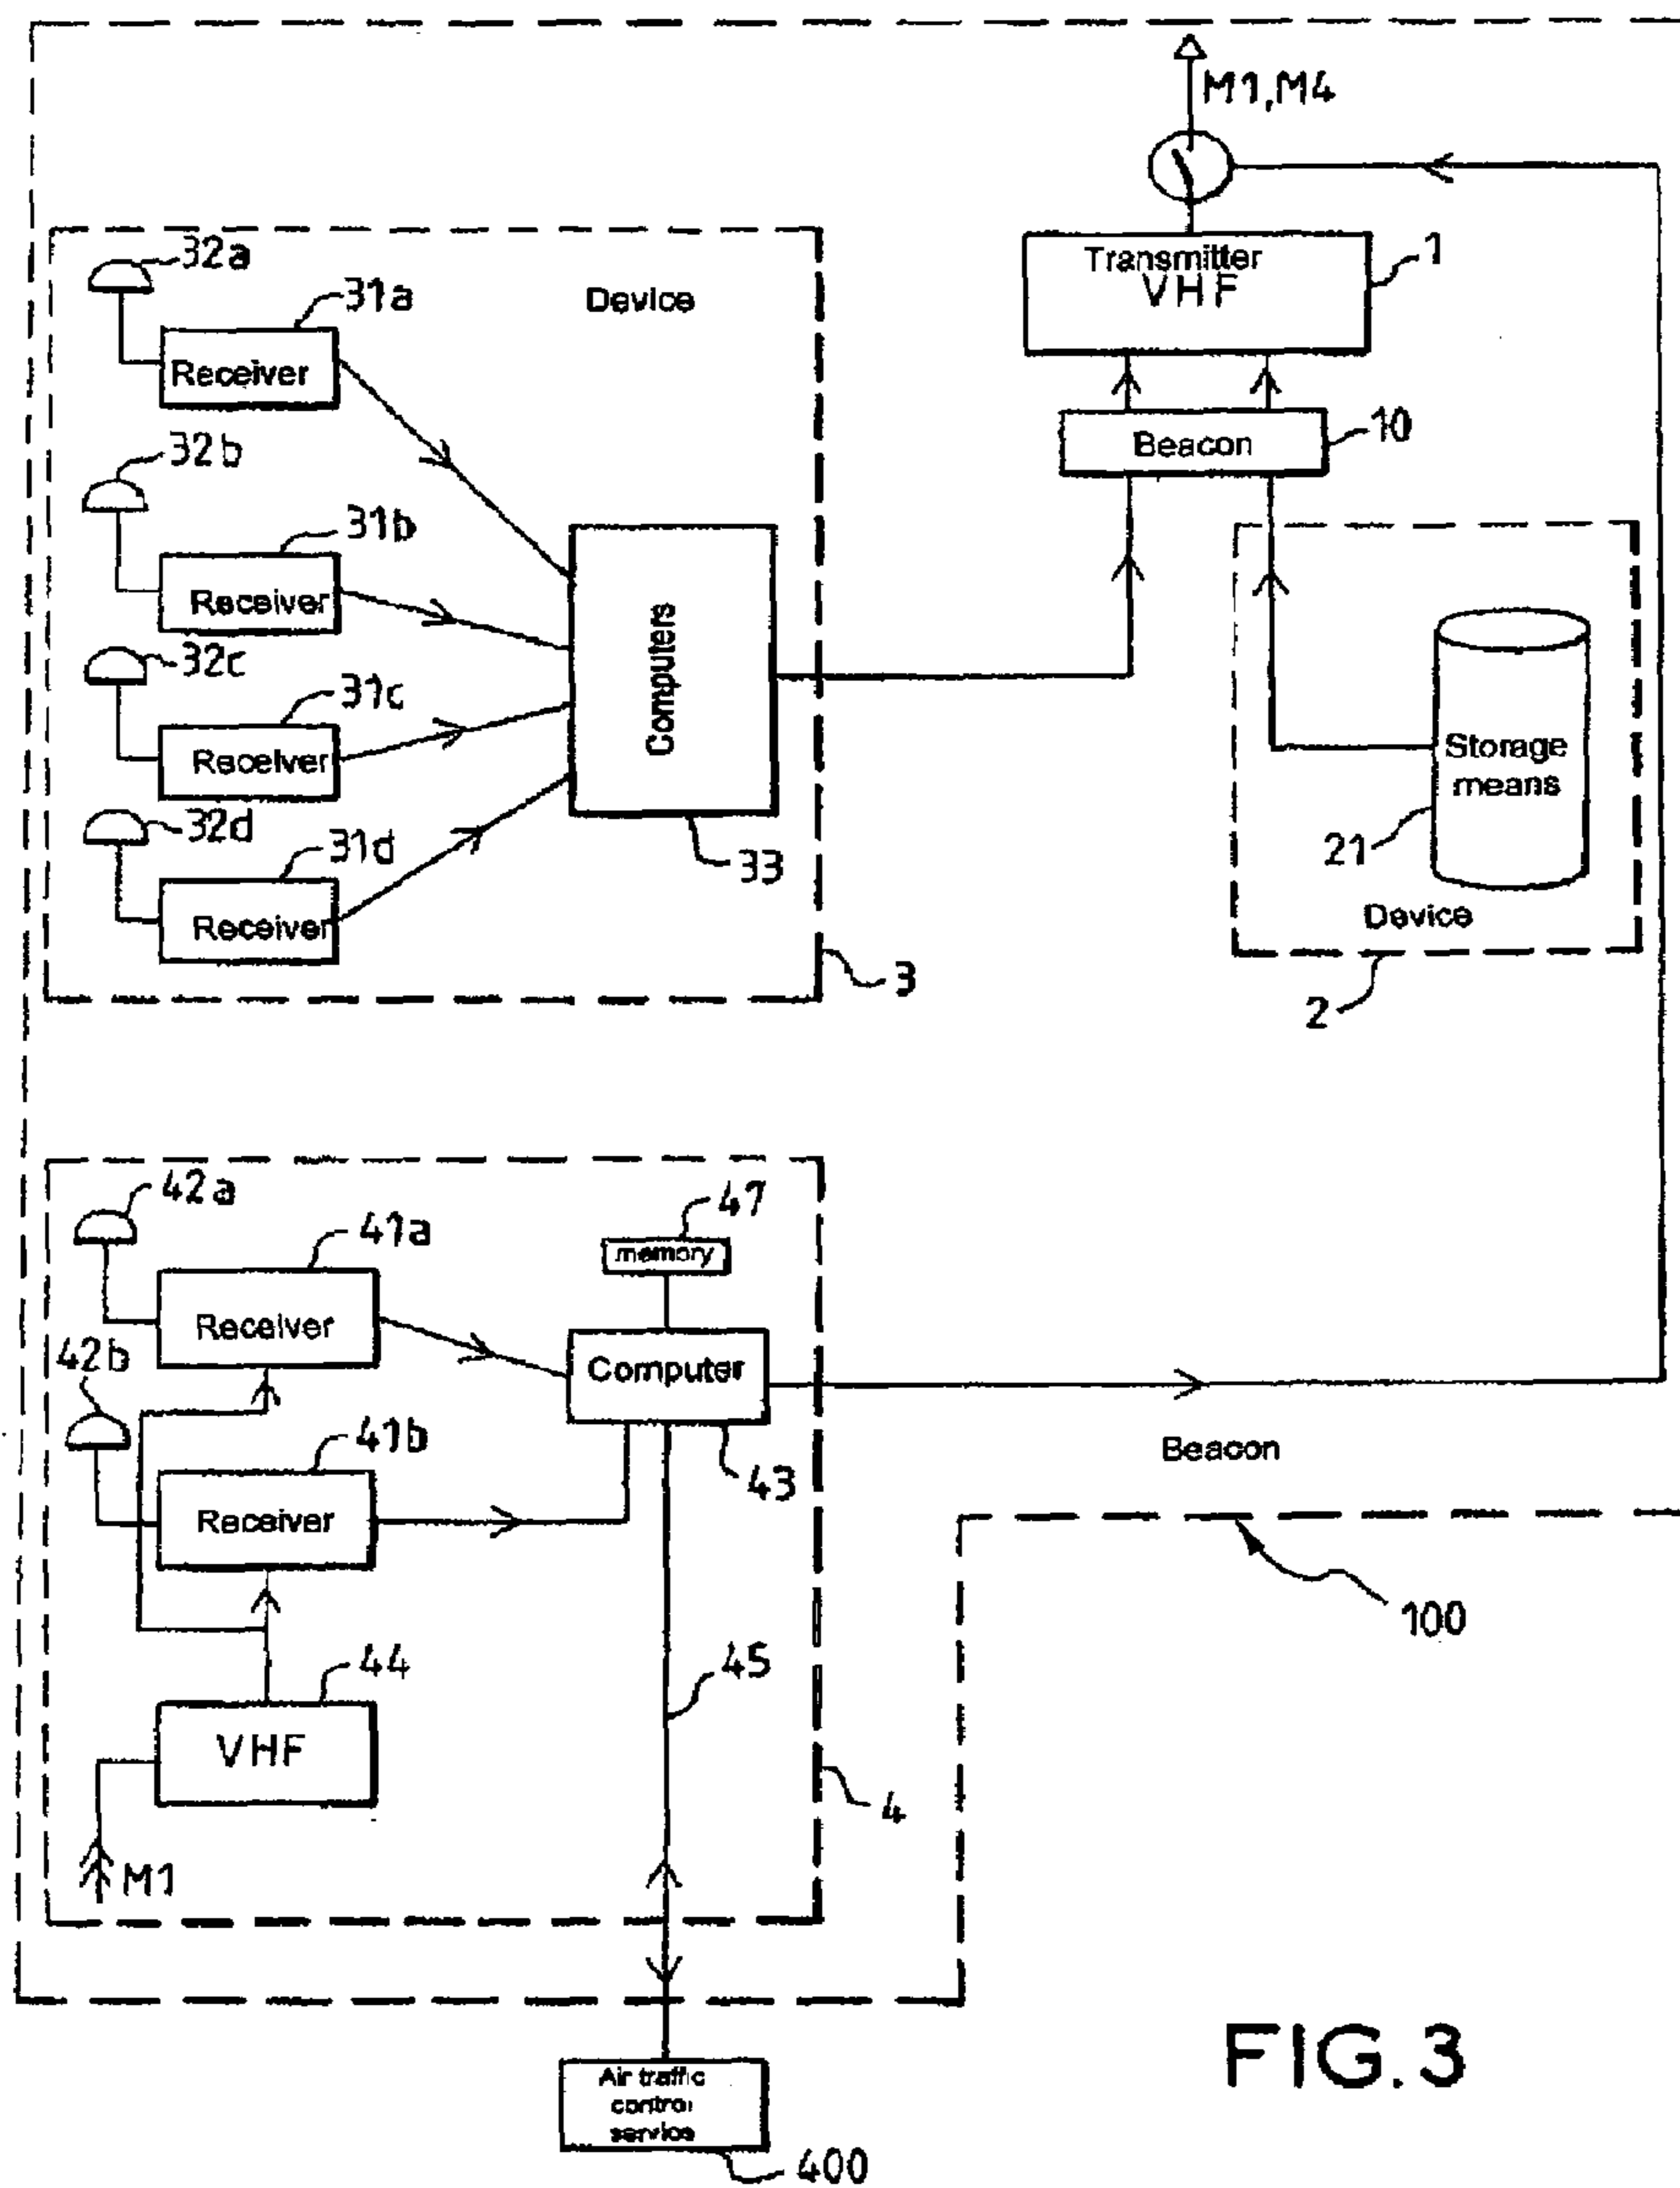 M1,M4
Transmitter
VHF
1
32a
31a
Device
Receiver
10
Beacon
32b
31b
Receiver
Computers
32c
31c
Receiver
Storage
means
32d
31d
33
21
Receiver
Device
3
2
42a
47
41a
memory
Receiver
42b
Computer
41b
43
Beacon
Receiver
100
44
45
VHF
4
M1
FIG.3
Air traffic
control
service
400